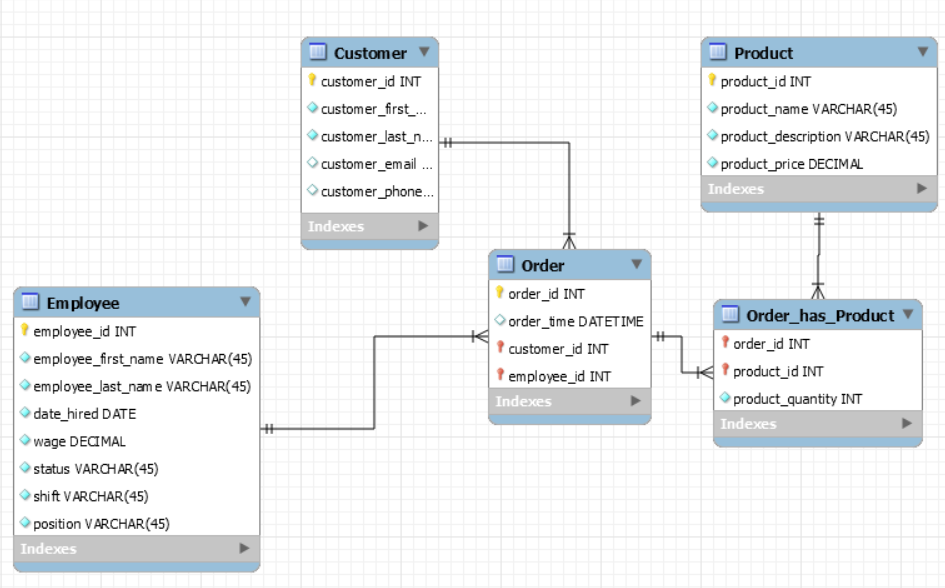 Customer
customer_id INT
customer_first_...
customer_last_n...
customer_email ...
customer_phone...
Indexes
Product
product_id INT
product_name VARCHAR(45)
product_description VARCHAR(45)
product_price DECIMAL
Indexes
Employee
employee_id INT
employee_first_name VARCHAR(45)
employee_last_name VARCHAR(45)
date_hired DATE
wage DECIMAL
status VARCHAR(45)
shift VARCHAR(45)
position VARCHAR(45)
Indexes
Order
order_id INT
order_time DATETIME
customer_id INT
employee_id INT
Indexes
Order_has_Product
order_id INT
product_id INT
product_quantity INT
Indexes